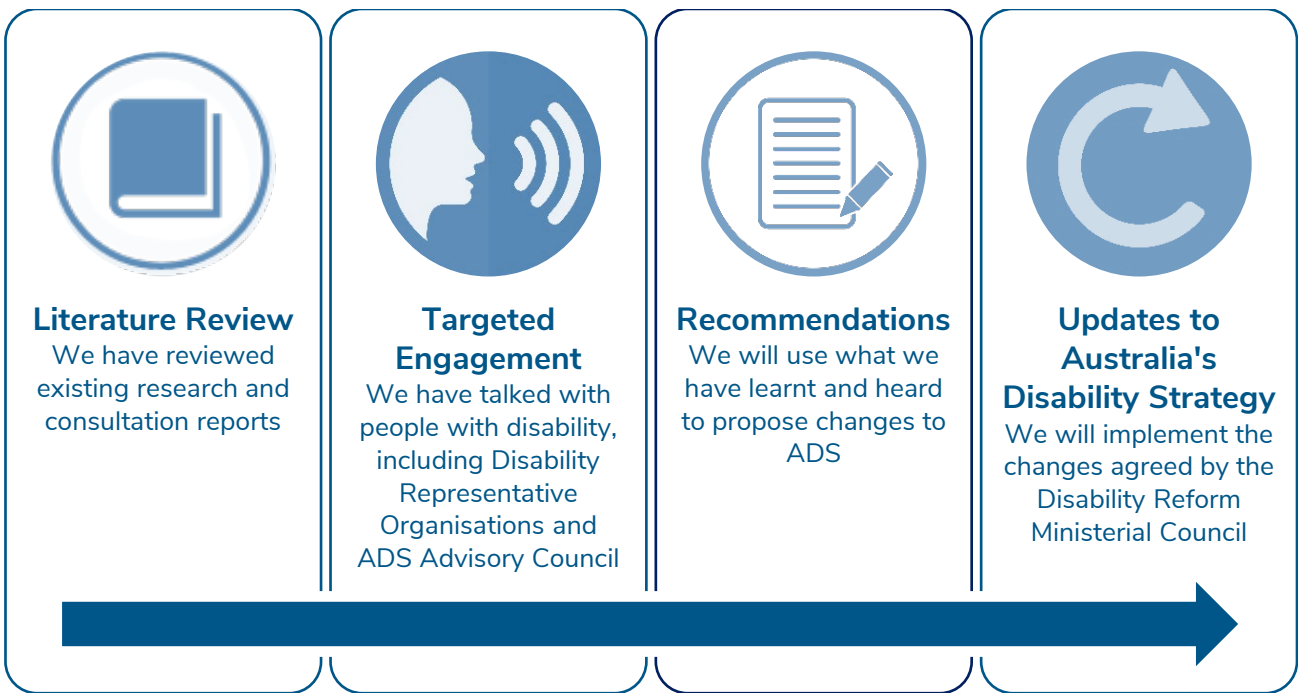 Literature Review
We have reviewed
existing research and
consultation reports
Targeted
Engagement
We have talked with
people with disability,
including Disability
Representative
Organisations and
ADS Advisory Council
Recommendations
We will use what we
have learnt and heard
to propose changes to
ADS
Updates to
Australia's
Disability Strategy
We will implement the
changes agreed by the
Disability Reform
Ministerial Council